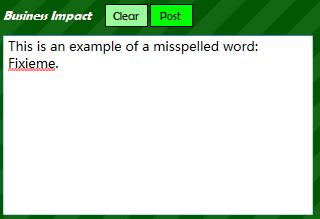 Business Impact Clear Post
This is an example of a misspelled word:
Fixieme.